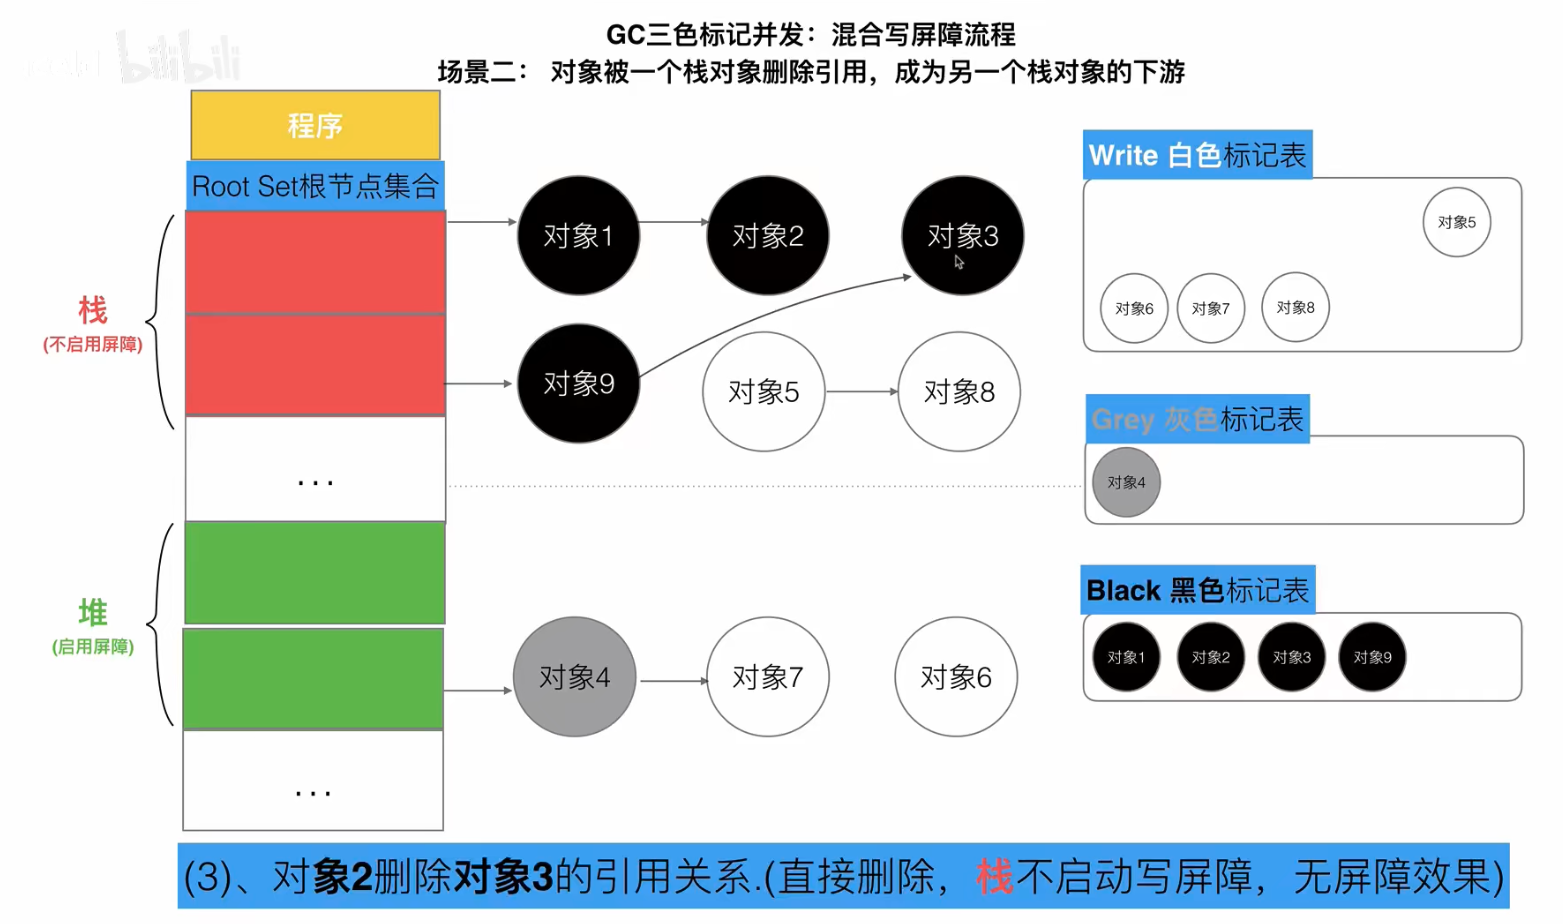 bilibili
GC三色标记并发：混合写屏障流程
场景二： 对象被一个栈对象删除引用，成为另一个栈对象的下游
程序
Root Set根节点集合
栈
(不启用屏障)
...
堆
(启用屏障)
...
对象1
对象2
对象3
对象9
对象5
对象8
对象4
对象7
对象6
Write 白色标记表
对象5
对象6
对象7
对象8
Grey 灰色标记表
对象4
Black 黑色标记表
对象1
对象2
对象3
对象9
(3)、对象2删除对象3的引用关系.(直接删除，栈不启动写屏障，无屏障效果)